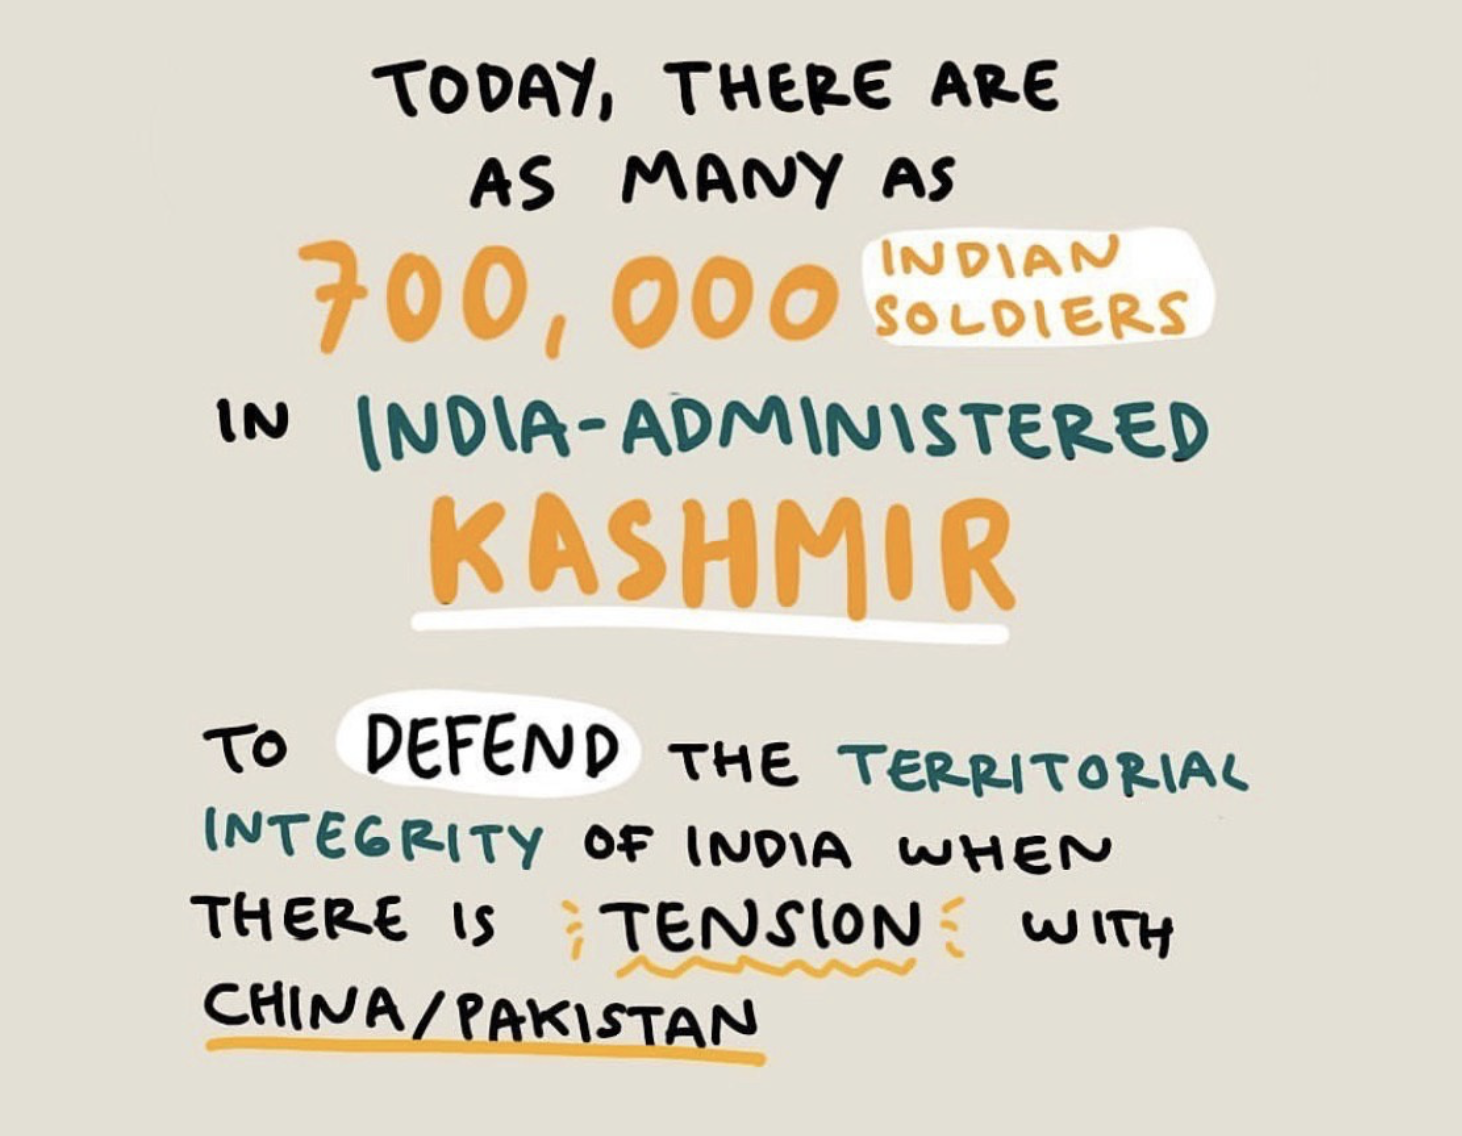 TODAY, THERE ARE
AS MANY AS
700,000 INDIAN
SOLDIERS
IN INDIA-ADMINISTERED
KASHMIR
TO DEFEND THE TERRITORIAL
INTEGRITY OF INDIA WHEN
THERE IS TENSION WITH
CHINA/PAKISTAN